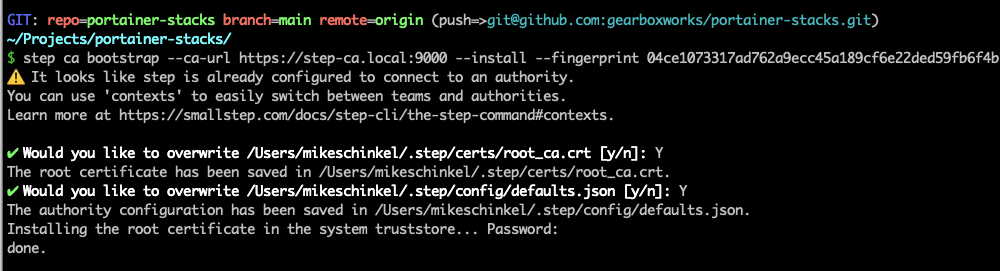 GIT: repo=portainer-stacks branch=main remote=origin (push=>git@github.com:gearboxworks/portainer-stacks.git)
~/Projects/portainer-stacks/
$ step ca bootstrap --ca-url https://step-ca.local:9000 --install --fingerprint 04ce1073317ad762a9ecc45a189cf6e22ded59fb6f4b
⚠️ It looks like step is already configured to connect to an authority.
You can use 'contexts' to easily switch between teams and authorities.
Learn more at https://smallstep.com/docs/step-cli/the-step-command#contexts.
✔ Would you like to overwrite /Users/mikeschinkel/.step/certs/root_ca.crt [y/n]: Y
The root certificate has been saved in /Users/mikeschinkel/.step/certs/root_ca.crt.
✔ Would you like to overwrite /Users/mikeschinkel/.step/config/defaults.json [y/n]: Y
The authority configuration has been saved in /Users/mikeschinkel/.step/config/defaults.json.
Installing the root certificate in the system truststore... Password:
done.